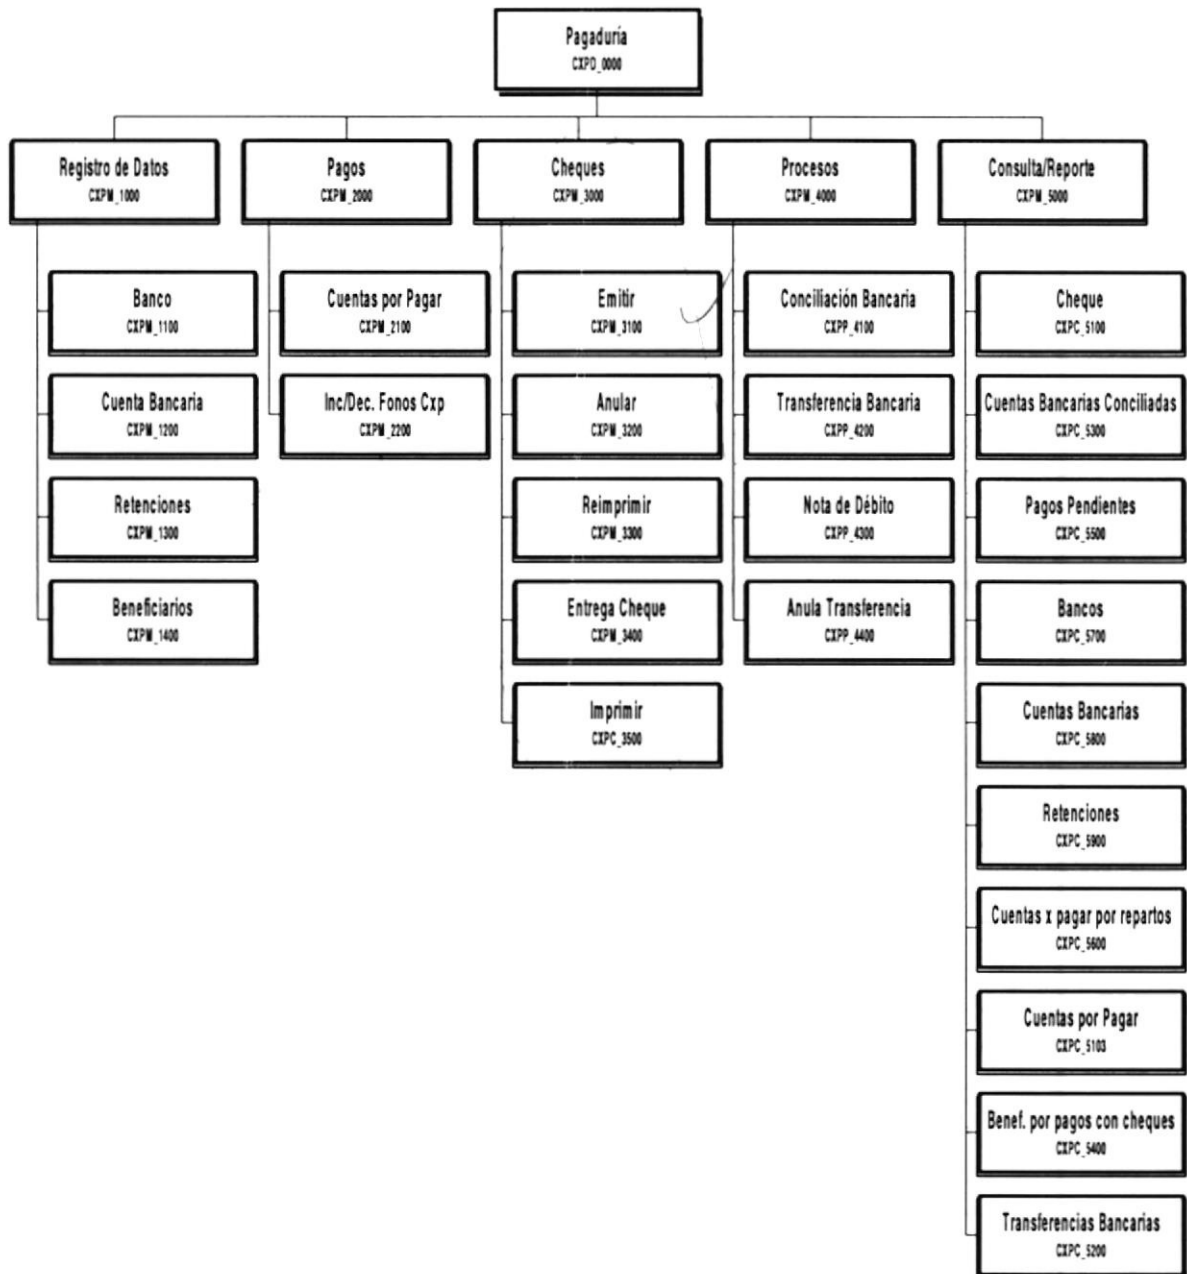 Pagaduría
CXPD_0000
Registro de Datos
CXPM_1000
Pagos
CXPM_2000
Cheques
CXPM_3000
Procesos
CXPM_4000
Consulta/Reporte
CXPM_5000
Banco
CXPM_1100
Cuenta Bancaria
CXPM_1200
Retenciones
CXPM_1300
Beneficiarios
CXPM_1400
Cuentas por Pagar
CXPM_2100
Inc/Dec. Fonos Cxp
CXPM_2200
Emitir
CXPM_3100
Anular
CXPM_3200
Reimprimir
CXPM_3300
Entrega Cheque
CXPM_3400
Imprimir
CXPC_3500
Conciliación Bancaria
CXPP_4100
Transferencia Bancaria
CXPP_4200
Nota de Débito
CXPP_4300
Anula Transferencia
CXPP_4400
Cheque
CXPC_5100
Cuentas Bancarias Conciliadas
CXPC_5300
Pagos Pendientes
CXPC_5500
Bancos
CXPC_5700
Cuentas Bancarias
CXPC_5800
Retenciones
CXPC_5900
Cuentas x pagar por repartos
CXPC_5600
Cuentas por Pagar
CXPC_5103
Benef. por pagos con cheques
CXPC_5400
Transferencias Bancarias
CXPC_5200